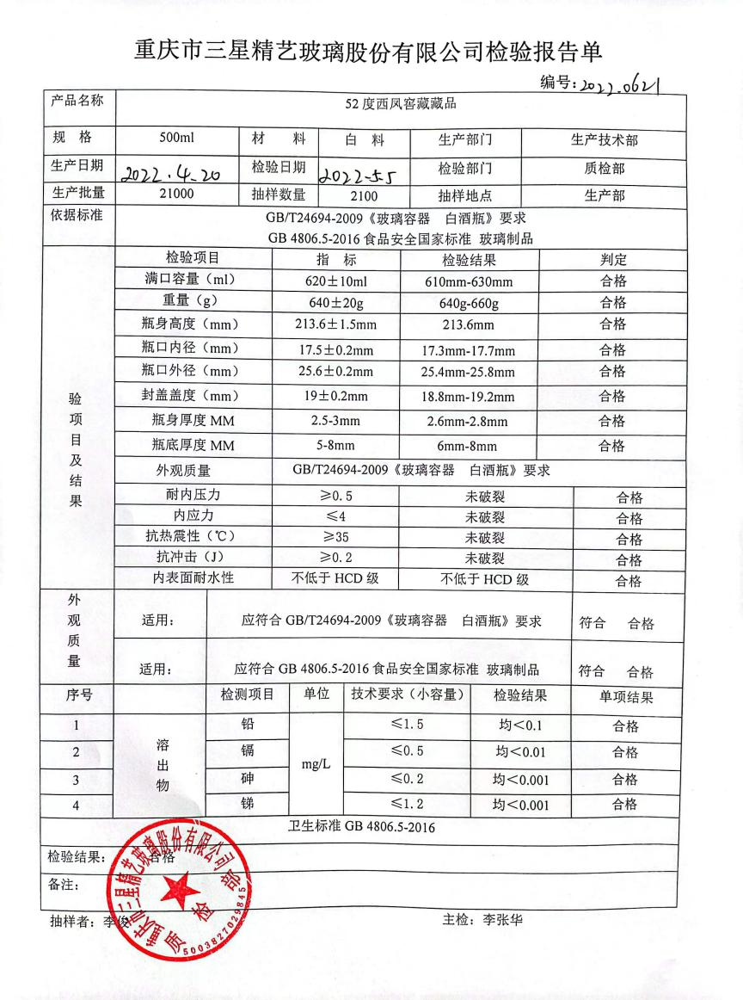 重庆市三星精艺玻璃股份有限公司检验报告单
编号:2022.0621
产品名称 52 度西凤窖藏藏品
规 格 500ml 材 料 白 料 生产部门 生产技术部
生产日期 2022.4.20 检验日期 2022-5.5 检验部门 质检部
生产批量 21000 抽样数量 2100 抽样地点 生产部
依据标准 GB/T24694-2009《玻璃容器 白酒瓶》要求
GB 4806.5-2016 食品安全国家标准 玻璃制品
验项目及结果
检验项目 指 标 检验结果 判定
满口容量（ml） 620±10ml 610mm-630mm 合格
重量（g） 640±20g 640g-660g 合格
瓶身高度（mm） 213.6±1.5mm 213.6mm 合格
瓶口内径（mm） 17.5±0.2mm 17.3mm-17.7mm 合格
瓶口外径（mm） 25.6±0.2mm 25.4mm-25.8mm 合格
封盖盖度（mm） 19±0.2mm 18.8mm-19.2mm 合格
瓶身厚度 MM 2.5-3mm 2.6mm-2.8mm 合格
瓶底厚度 MM 5-8mm 6mm-8mm 合格
外观质量 GB/T24694-2009《玻璃容器 白酒瓶》要求
耐内压力 ≥0.5 未破裂 合格
内应力 ≤4 未破裂 合格
抗热震性（℃） ≥35 未破裂 合格
抗冲击（J） ≥0.2 未破裂 合格
内表面耐水性 不低于 HCD 级 不低于 HCD 级 合格
外观质量
适用： 应符合 GB/T24694-2009《玻璃容器 白酒瓶》要求 符合 合格
适用： 应符合 GB 4806.5-2016 食品安全国家标准 玻璃制品 符合 合格
序号 检测项目 单位 技术要求（小容量） 检验结果 单项结果
溶出物
mg/L
1 铅 ≤1.5 均＜0.1 合格
2 镉 ≤0.5 均＜0.01 合格
3 砷 ≤0.2 均＜0.001 合格
4 锑 ≤1.2 均＜0.001 合格
卫生标准 GB 4806.5-2016
检验结果： 合格
备注：
抽样者：李俊 主检：李张华
重庆市三星精艺玻璃股份有限公司
质检部
5003827029845